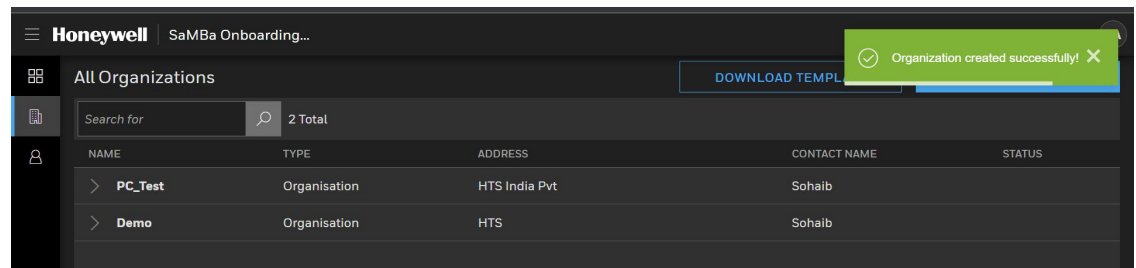 Honeywell SaMBa Onboarding...
Organization created successfully!
All Organizations
DOWNLOAD TEMPL
Search for
2 Total
NAME TYPE ADDRESS CONTACT NAME STATUS
PC_Test Organisation HTS India Pvt Sohaib
Demo Organisation HTS Sohaib